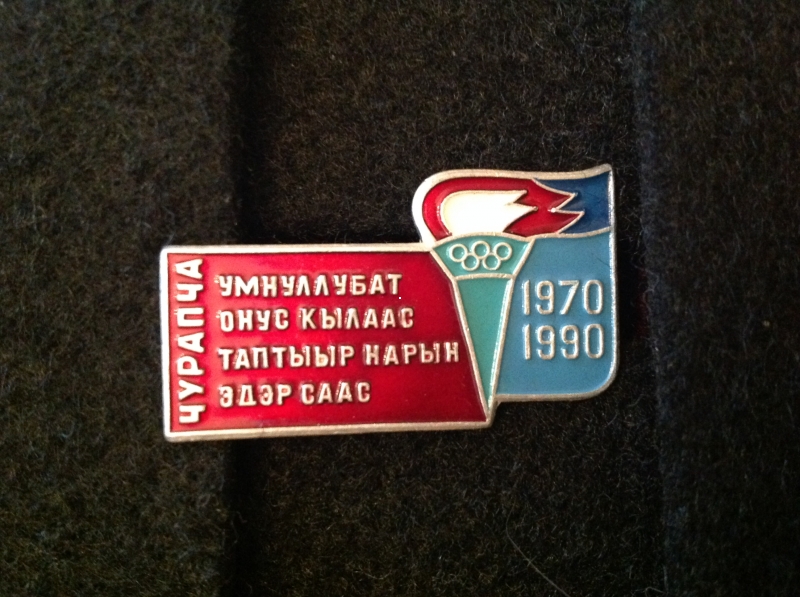 ЧУРАПЧА
УМНУЛЛУБАТ
ОНУС КЫЛААС
ТАПТЫЫР НАРЫН
ЭДЭР СААС
1970
1990